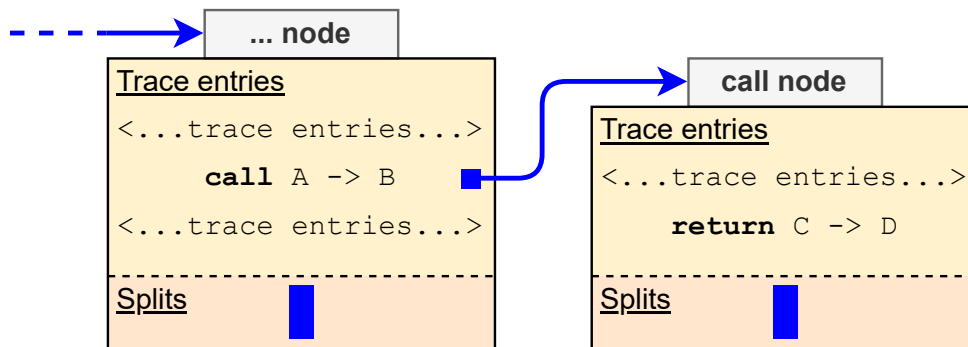 ... node
Trace entries
<...trace entries...>
call A -> B
<...trace entries...>
Splits
call node
Trace entries
<...trace entries...>
return C -> D
Splits